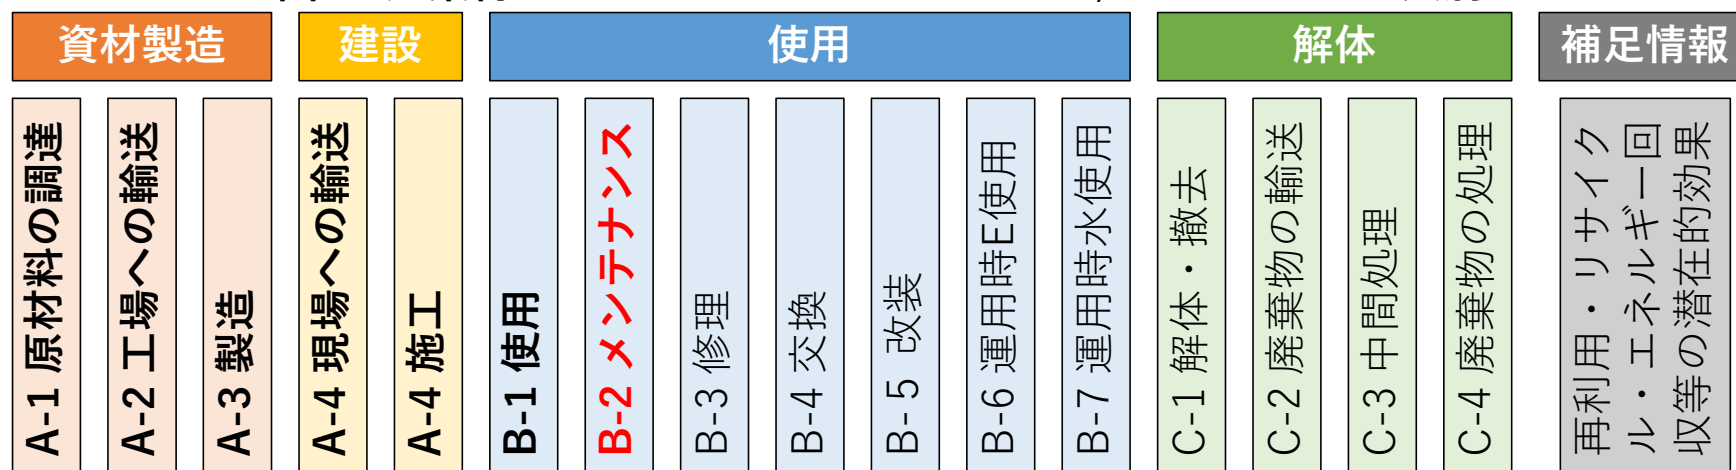 資材製造
建設
使用
解体
補足情報
A-1 原材料の調達
A-2 工場への輸送
A-3 製造
A-4 現場への輸送
A-4 施工
B-1 使用
B-2 メンテナンス
B-3 修理
B-4 交換
B- 5 改装
B-6 運用時E使用
B-7 運用時水使用
C-1 解体・撤去
C-2 廃棄物の輸送
C-3 中間処理
C-4 廃棄物の処理
再利用・リサイク
ル・エネルギー回
収等の潜在的効果